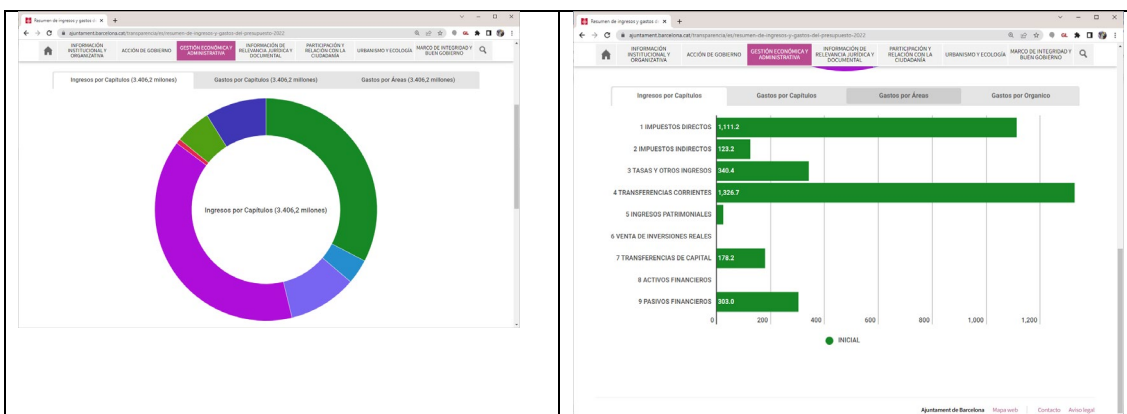 Resumen de ingresos y gastos d
ajuntament.barcelona.cat/transparencia/es/resumen-de-ingresos-y-gastos-del-presupuesto-2022
INFORMACIÓN INSTITUCIONAL Y ORGANIZATIVA
ACCIÓN DE GOBIERNO
GESTIÓN ECONÓMICA Y ADMINISTRATIVA
INFORMACIÓN DE RELEVANCIA JURÍDICA Y DOCUMENTAL
PARTICIPACIÓN Y RELACIÓN CON LA CIUDADANÍA
URBANISMO Y ECOLOGÍA
MARCO DE INTEGRIDAD Y BUEN GOBIERNO
Ingresos por Capítulos (3.406,2 millones)
Gastos por Capítulos (3.406,2 millones)
Gastos por Áreas (3.406,2 millones)
Ingresos por Capítulos (3.406,2 milones)
Resumen de ingresos y gastos d
ajuntament.barcelona.cat/transparencia/es/resumen-de-ingresos-y-gastos-del-presupuesto-2022
INFORMACIÓN INSTITUCIONAL Y ORGANIZATIVA
ACCIÓN DE GOBIERNO
GESTIÓN ECONÓMICA Y ADMINISTRATIVA
INFORMACIÓN DE RELEVANCIA JURÍDICA Y DOCUMENTAL
PARTICIPACIÓN Y RELACIÓN CON LA CIUDADANÍA
URBANISMO Y ECOLOGÍA
MARCO DE INTEGRIDAD Y BUEN GOBIERNO
Ingresos por Capítulos
Gastos por Capítulos
Gastos por Áreas
Gastos por Organico
1 IMPUESTOS DIRECTOS 1,111.2
2 IMPUESTOS INDIRECTOS 123.2
3 TASAS Y OTROS INGRESOS 340.4
4 TRANSFERENCIAS CORRIENTES 1,326.7
5 INGRESOS PATRIMONIALES
6 VENTA DE INVERSIONES REALES
7 TRANSFERENCIAS DE CAPITAL 178.2
8 ACTIVOS FINANCIEROS
9 PASIVOS FINANCIEROS 303.0
0 200 400 600 800 1,000 1,200
INICIAL
Ajuntament de Barcelona Mapa web Contacto Aviso legal